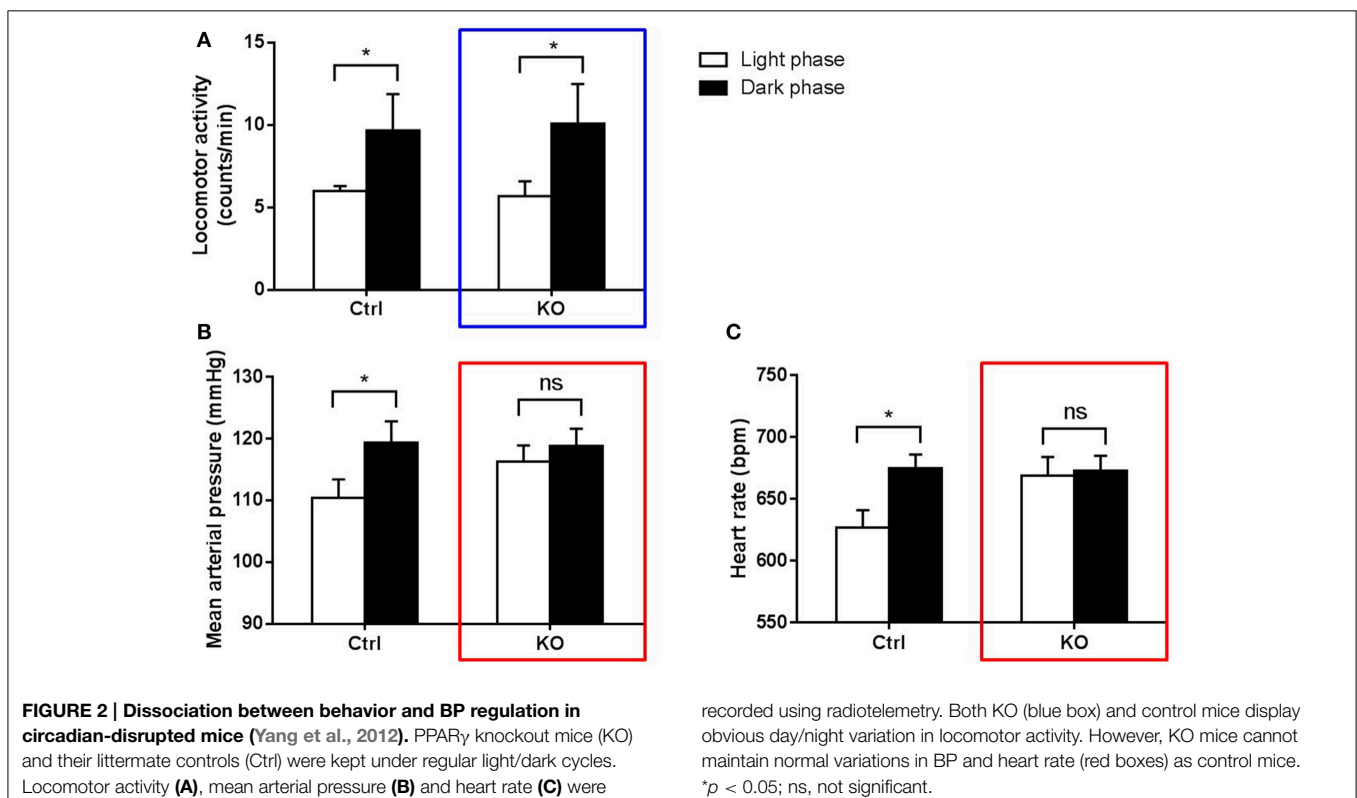 A
Locomotor activity
(counts/min)
15
10
5
0
*
*
Ctrl
KO
Light phase
Dark phase
B
Mean arterial pressure (mmHg)
130
120
110
100
90
*
ns
Ctrl
KO
C
Heart rate (bpm)
750
700
650
600
550
*
ns
Ctrl
KO
FIGURE 2 | Dissociation between behavior and BP regulation in
circadian-disrupted mice (Yang et al., 2012). PPARγ knockout mice (KO)
and their littermate controls (Ctrl) were kept under regular light/dark cycles.
Locomotor activity (A), mean arterial pressure (B) and heart rate (C) were
recorded using radiotelemetry. Both KO (blue box) and control mice display
obvious day/night variation in locomotor activity. However, KO mice cannot
maintain normal variations in BP and heart rate (red boxes) as control mice.
*p < 0.05; ns, not significant.